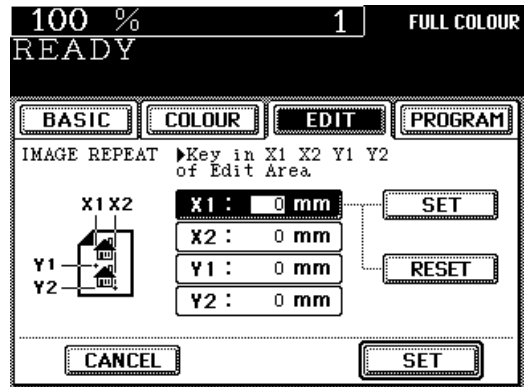 100 % 1 FULL COLOUR
READY
BASIC COLOUR EDIT PROGRAM
IMAGE REPEAT ▶Key in X1 X2 Y1 Y2
of Edit Area
X1 X2 X1 : 0 mm SET
X2 : 0 mm
Y1 Y1 : 0 mm RESET
Y2 Y2 : 0 mm
CANCEL SET